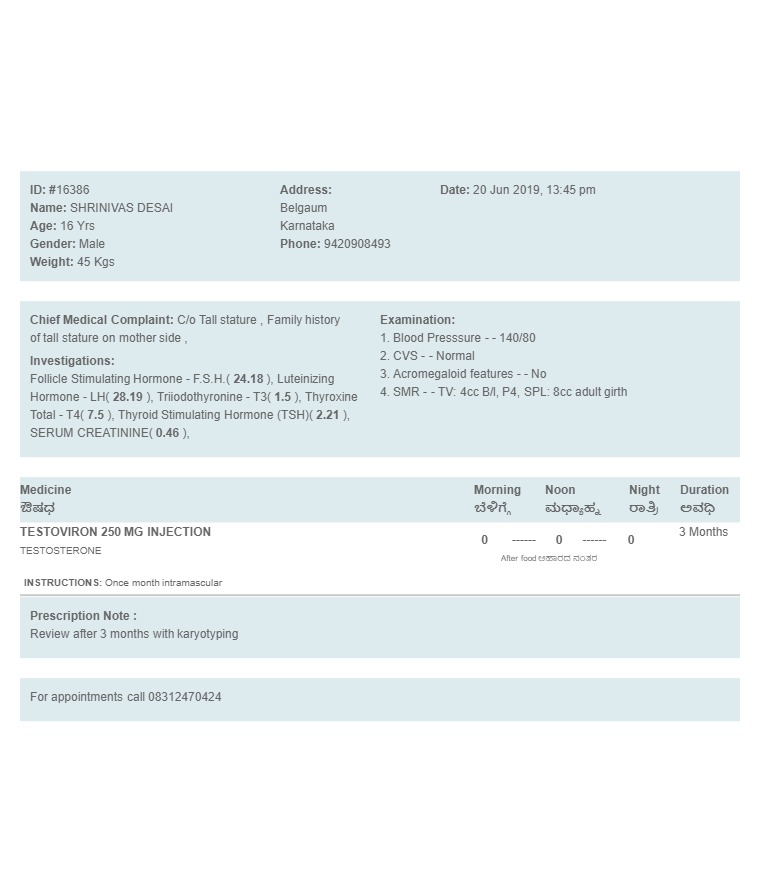 ID: #16386
Name: SHRINIVAS DESAI
Age: 16 Yrs
Gender: Male
Weight: 45 Kgs
Address:
Belgaum
Karnataka
Phone: 9420908493
Date: 20 Jun 2019, 13:45 pm
Chief Medical Complaint: C/o Tall stature , Family history
of tall stature on mother side ,
Investigations:
Follicle Stimulating Hormone - F.S.H.( 24.18 ), Luteinizing
Hormone - LH( 28.19 ), Triiodothyronine - T3( 1.5 ), Thyroxine
Total - T4( 7.5 ), Thyroid Stimulating Hormone (TSH)( 2.21 ),
SERUM CREATININE( 0.46 ),
Examination:
1. Blood Presssure - - 140/80
2. CVS - - Normal
3. Acromegaloid features - - No
4. SMR - - TV: 4cc B/l, P4, SPL: 8cc adult girth
Medicine Morning Noon Night Duration
ಔಷಧ ಬೆಳಿಗ್ಗೆ ಮಧ್ಯಾಹ್ನ ರಾತ್ರಿ ಅವಧಿ
TESTOVIRON 250 MG INJECTION 3 Months
0 ------ 0 ------ 0
TESTOSTERONE
After food ಆಹಾರದ ನಂತರ
INSTRUCTIONS: Once month intramascular
Prescription Note :
Review after 3 months with karyotyping
For appointments call 08312470424